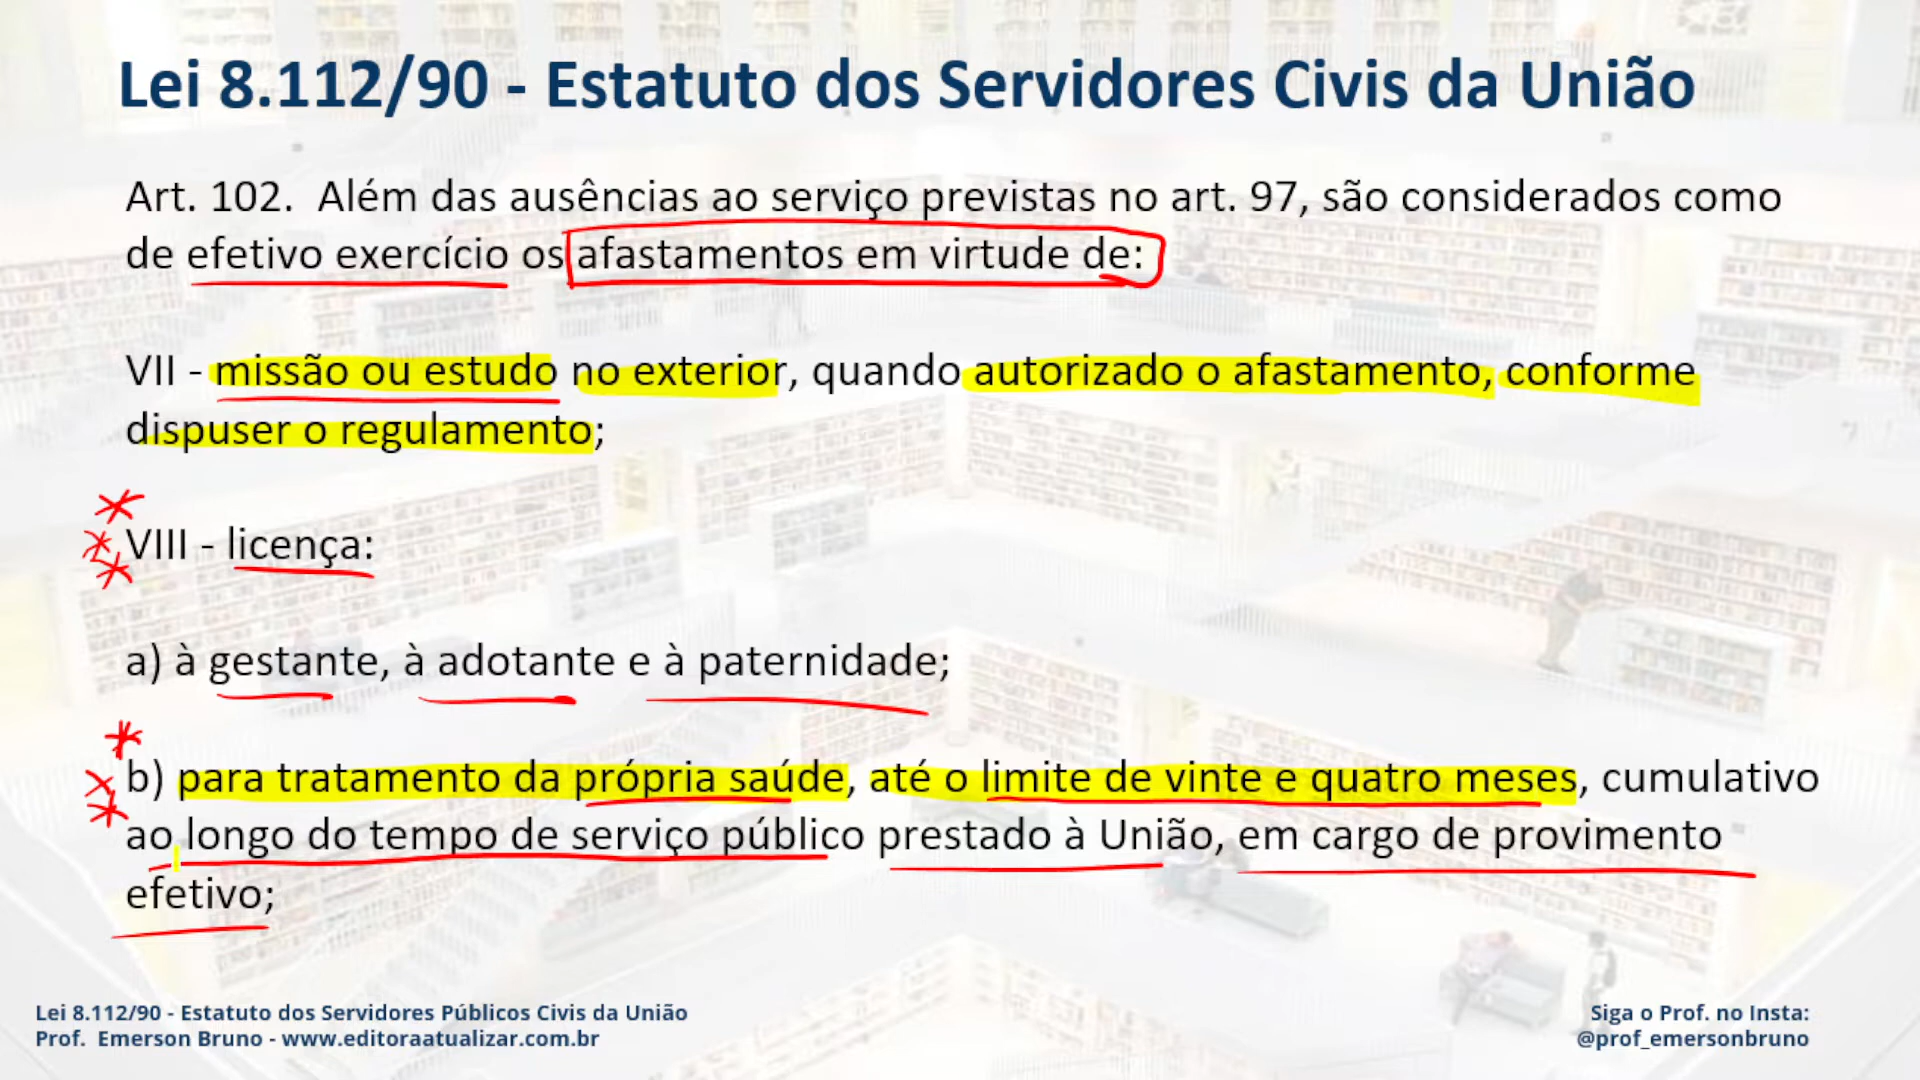 Lei 8.112/90 - Estatuto dos Servidores Civis da União
Art. 102.  Além das ausências ao serviço previstas no art. 97, são considerados como
de efetivo exercício os afastamentos em virtude de:
VII - missão ou estudo no exterior, quando autorizado o afastamento, conforme
dispuser o regulamento;
VIII - licença:
a) à gestante, à adotante e à paternidade;
b) para tratamento da própria saúde, até o limite de vinte e quatro meses, cumulativo
ao longo do tempo de serviço público prestado à União, em cargo de provimento
efetivo;
Lei 8.112/90 - Estatuto dos Servidores Públicos Civis da União
Prof.  Emerson Bruno - www.editoraatualizar.com.br
Siga o Prof. no Insta:
@prof_emersonbruno